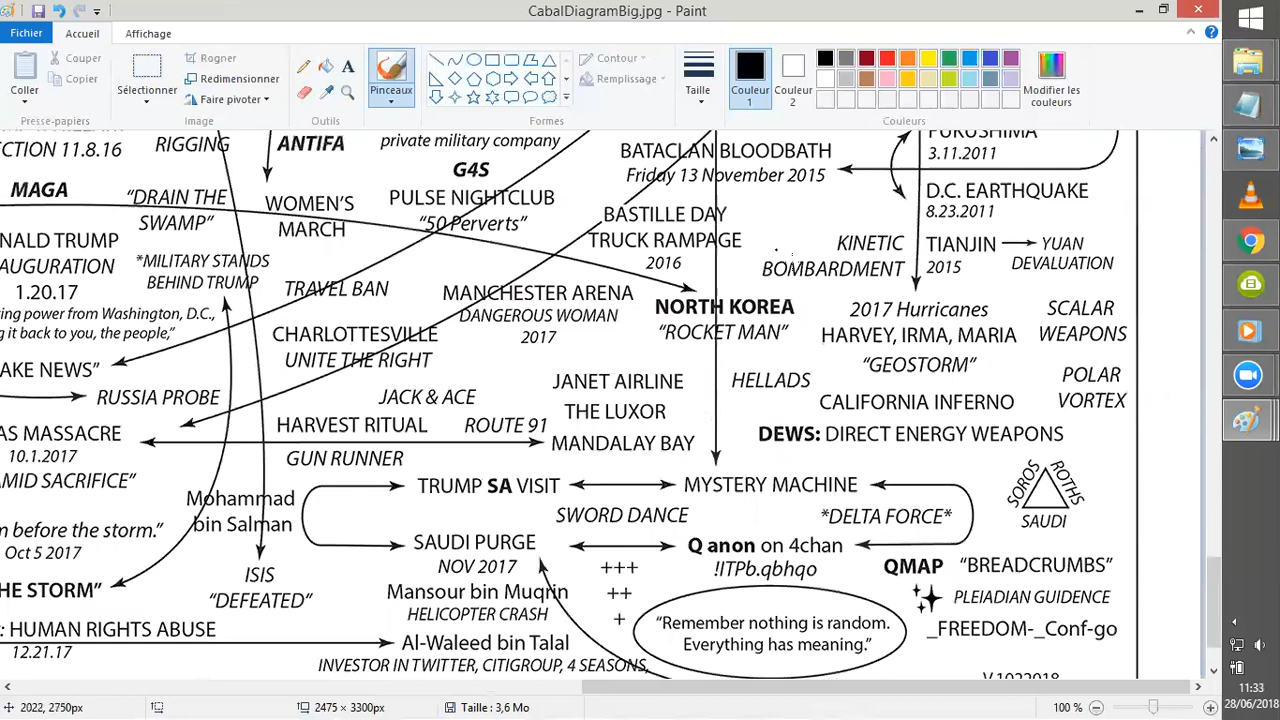 CabalDiagramBig.jpg - Paint
Fichier Accueil Affichage
Coller
Couper
Copier
Presse-papiers
Sélectionner
Rogner
Redimensionner
Faire pivoter
Image
Pinceaux
Outils
Formes
Contour
Remplissage
Taille
Couleur 1
Couleur 2
Couleurs
Modifier les couleurs
ECTION 11.8.16
RIGGING
ANTIFA
private military company
G4S
BATACLAN BLOODBATH
Friday 13 November 2015
FUKUSHIMA
3.11.2011
MAGA
"DRAIN THE
SWAMP"
WOMEN'S
MARCH
PULSE NIGHTCLUB
"50 Perverts"
BASTILLE DAY
TRUCK RAMPAGE
2016
D.C. EARTHQUAKE
8.23.2011
KINETIC
BOMBARDMENT
TIANJIN
2015
YUAN
DEVALUATION
NALD TRUMP
AUGURATION
1.20.17
*MILITARY STANDS
BEHIND TRUMP
ring power from Washington, D.C.,
g it back to you, the people,"
TRAVEL BAN
MANCHESTER ARENA
DANGEROUS WOMAN
2017
NORTH KOREA
"ROCKET MAN"
2017 Hurricanes
HARVEY, IRMA, MARIA
"GEOSTORM"
SCALAR
WEAPONS
CHARLOTTESVILLE
UNITE THE RIGHT
AKE NEWS"
RUSSIA PROBE
JACK & ACE
JANET AIRLINE
THE LUXOR
MANDALAY BAY
HELLADS
CALIFORNIA INFERNO
POLAR
VORTEX
AS MASSACRE
10.1.2017
AMID SACRIFICE"
HARVEST RITUAL
ROUTE 91
GUN RUNNER
DEWS: DIRECT ENERGY WEAPONS
Mohammad
bin Salman
TRUMP SA VISIT
MYSTERY MACHINE
SWORD DANCE
*DELTA FORCE*
SOROS
ROTHS
SAUDI
m before the storm."
Oct 5 2017
SAUDI PURGE
NOV 2017
Q anon on 4chan
!ITPb.qbhqo
QMAP
"BREADCRUMBS"
HE STORM"
ISIS
"DEFEATED"
Mansour bin Muqrin
HELICOPTER CRASH
+++
++
+
"Remember nothing is random.
Everything has meaning."
PLEIADIAN GUIDENCE
_FREEDOM-_Conf-go
: HUMAN RIGHTS ABUSE
12.21.17
Al-Waleed bin Talal
INVESTOR IN TWITTER, CITIGROUP, 4 SEASONS,
V.1022018
2022, 2750px
2475 × 3300px
Taille : 3,6 Mo
100 %
11:33
28/06/2018